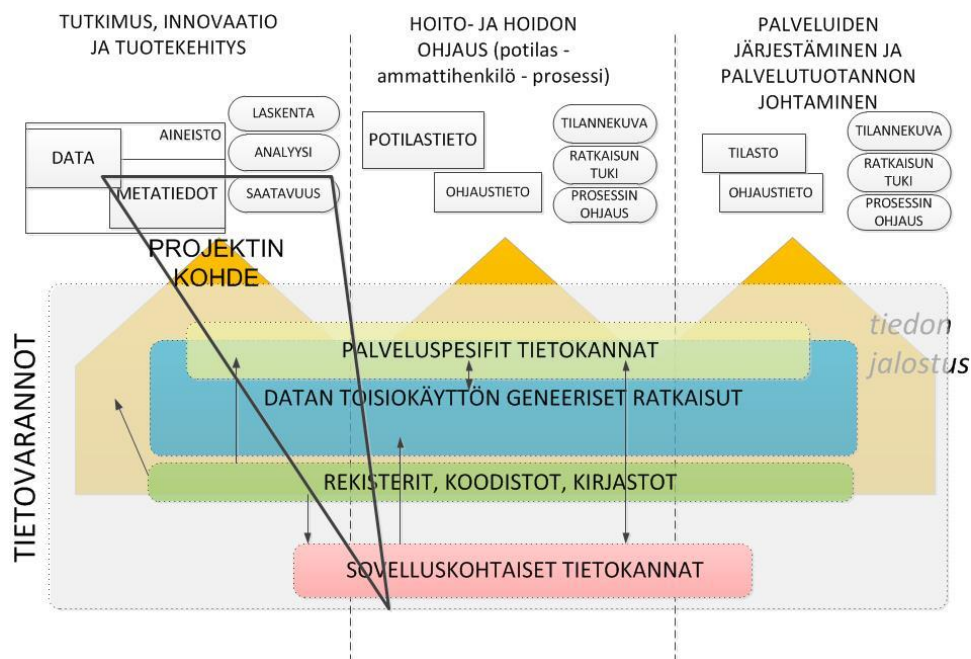 TUTKIMUS, INNOVAATIO
JA TUOTEKEHITYS
HOITO- JA HOIDON
OHJAUS (potilas -
ammattihenkilö - prosessi)
PALVELUIDEN
JÄRJESTÄMINEN JA
PALVELUTUOTANNON
JOHTAMINEN
AINEISTO
DATA
METATIEDOT
LASKENTA
ANALYYSI
SAATAVUUS
POTILASTIETO
OHJAUSTIETO
TILANNEKUVA
RATKAISUN
TUKI
PROSESSIN
OHJAUS
TILASTO
OHJAUSTIETO
TILANNEKUVA
RATKAISUN
TUKI
PROSESSIN
OHJAUS
PROJEKTIN
KOHDE
TIETOVARANNOT
tiedon
jalostus
PALVELUSPESIFIT TIETOKANNAT
DATAN TOISIOKÄYTTÖN GENEERISET RATKAISUT
REKISTERIT, KOODISTOT, KIRJASTOT
SOVELLUSKOHTAISET TIETOKANNAT